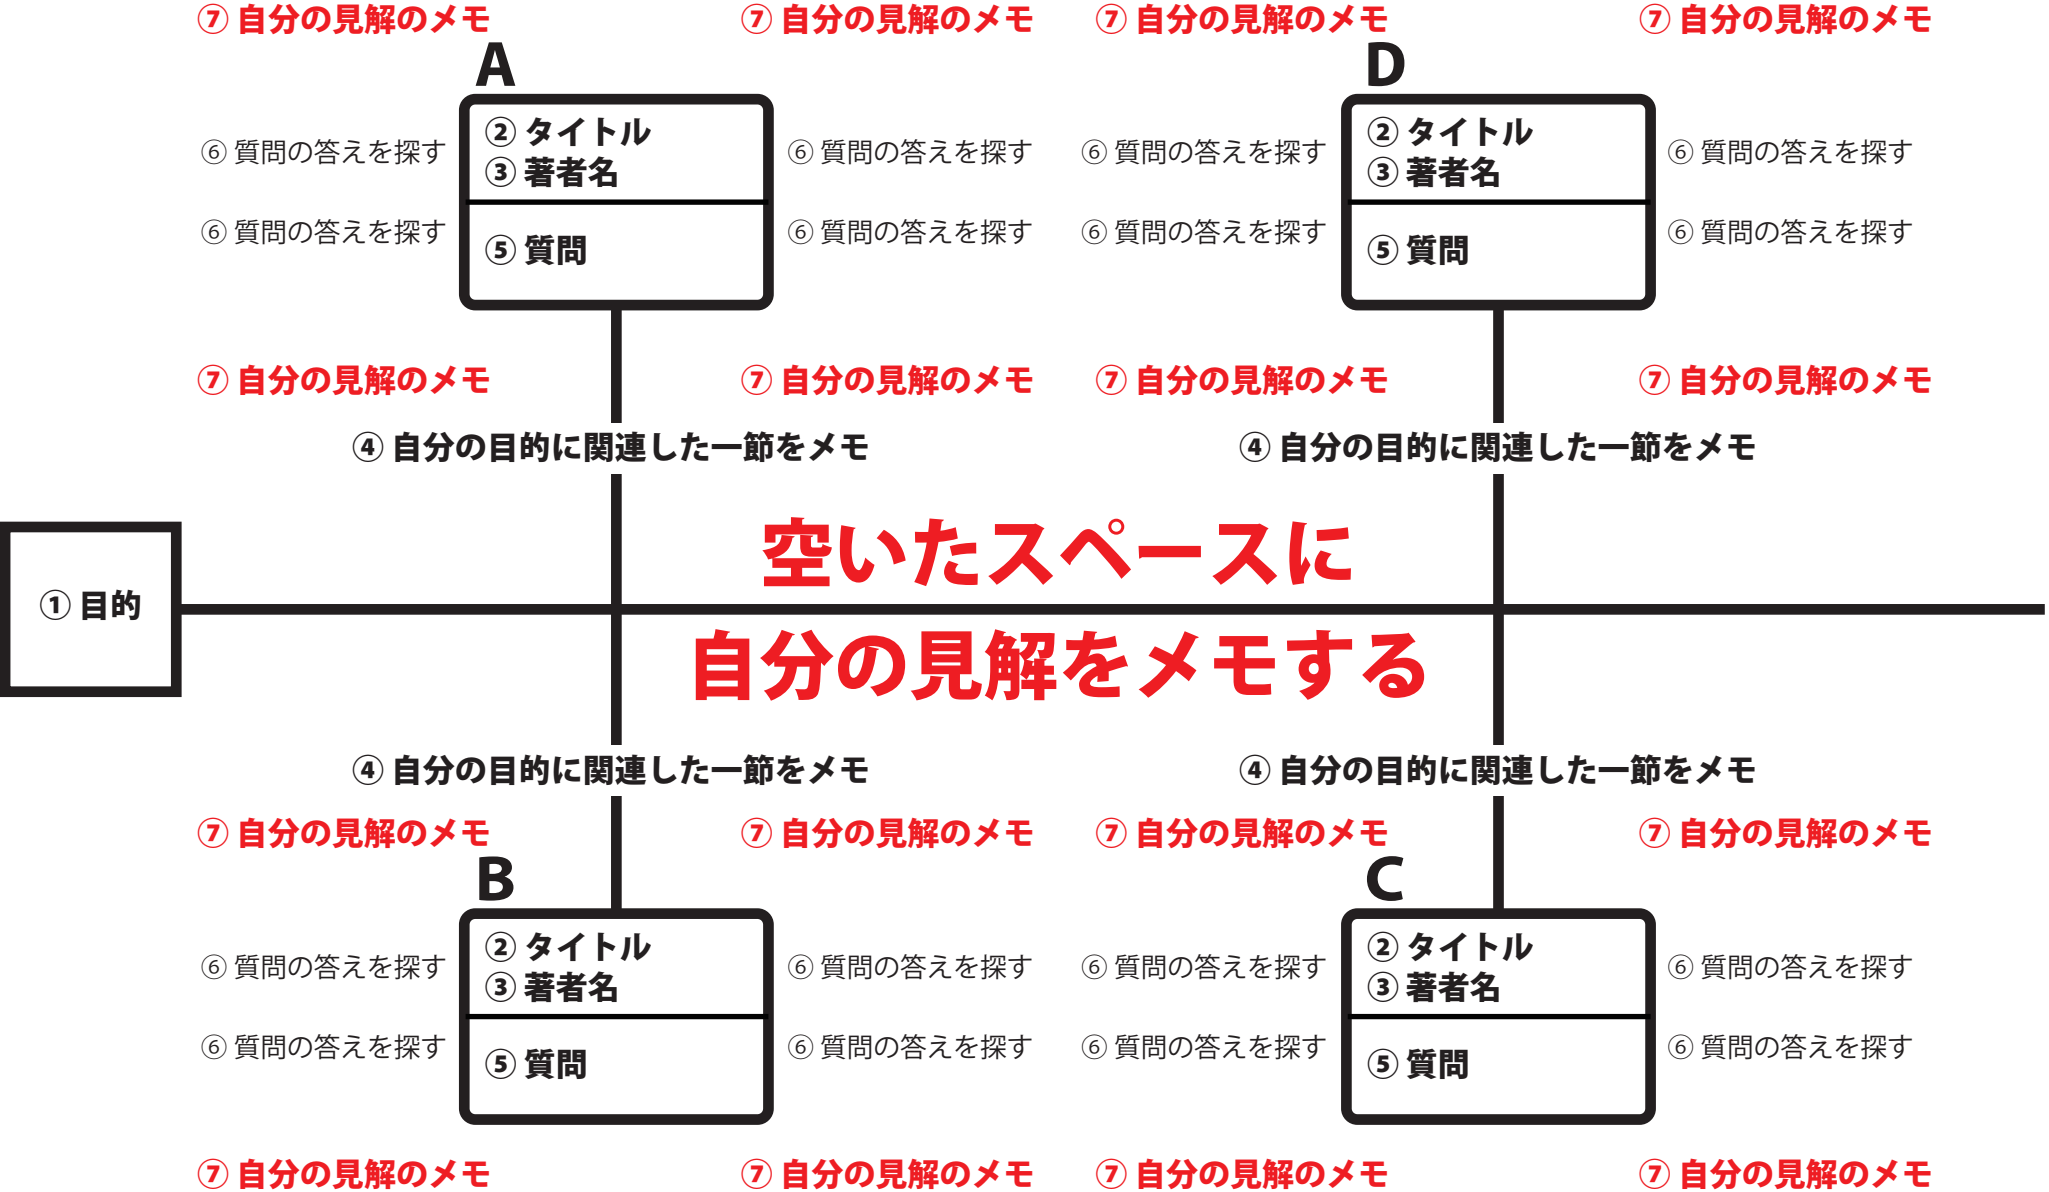 ⑦ 自分の見解のメモ ⑦ 自分の見解のメモ ⑦ 自分の見解のメモ ⑦ 自分の見解のメモ
A D
② タイトル ② タイトル
⑥ 質問の答えを探す ⑥ 質問の答えを探す ⑥ 質問の答えを探す ⑥ 質問の答えを探す
③ 著者名 ③ 著者名
⑥ 質問の答えを探す ⑥ 質問の答えを探す ⑥ 質問の答えを探す ⑥ 質問の答えを探す
⑤ 質問 ⑤ 質問
⑦ 自分の見解のメモ ⑦ 自分の見解のメモ ⑦ 自分の見解のメモ ⑦ 自分の見解のメモ
④ 自分の目的に関連した一節をメモ ④ 自分の目的に関連した一節をメモ
空いたスペースに
① 目的
自分の見解をメモする
④ 自分の目的に関連した一節をメモ ④ 自分の目的に関連した一節をメモ
⑦ 自分の見解のメモ ⑦ 自分の見解のメモ ⑦ 自分の見解のメモ ⑦ 自分の見解のメモ
B C
② タイトル ② タイトル
⑥ 質問の答えを探す ⑥ 質問の答えを探す ⑥ 質問の答えを探す ⑥ 質問の答えを探す
③ 著者名 ③ 著者名
⑥ 質問の答えを探す ⑥ 質問の答えを探す ⑥ 質問の答えを探す ⑥ 質問の答えを探す
⑤ 質問 ⑤ 質問
⑦ 自分の見解のメモ ⑦ 自分の見解のメモ ⑦ 自分の見解のメモ ⑦ 自分の見解のメモ